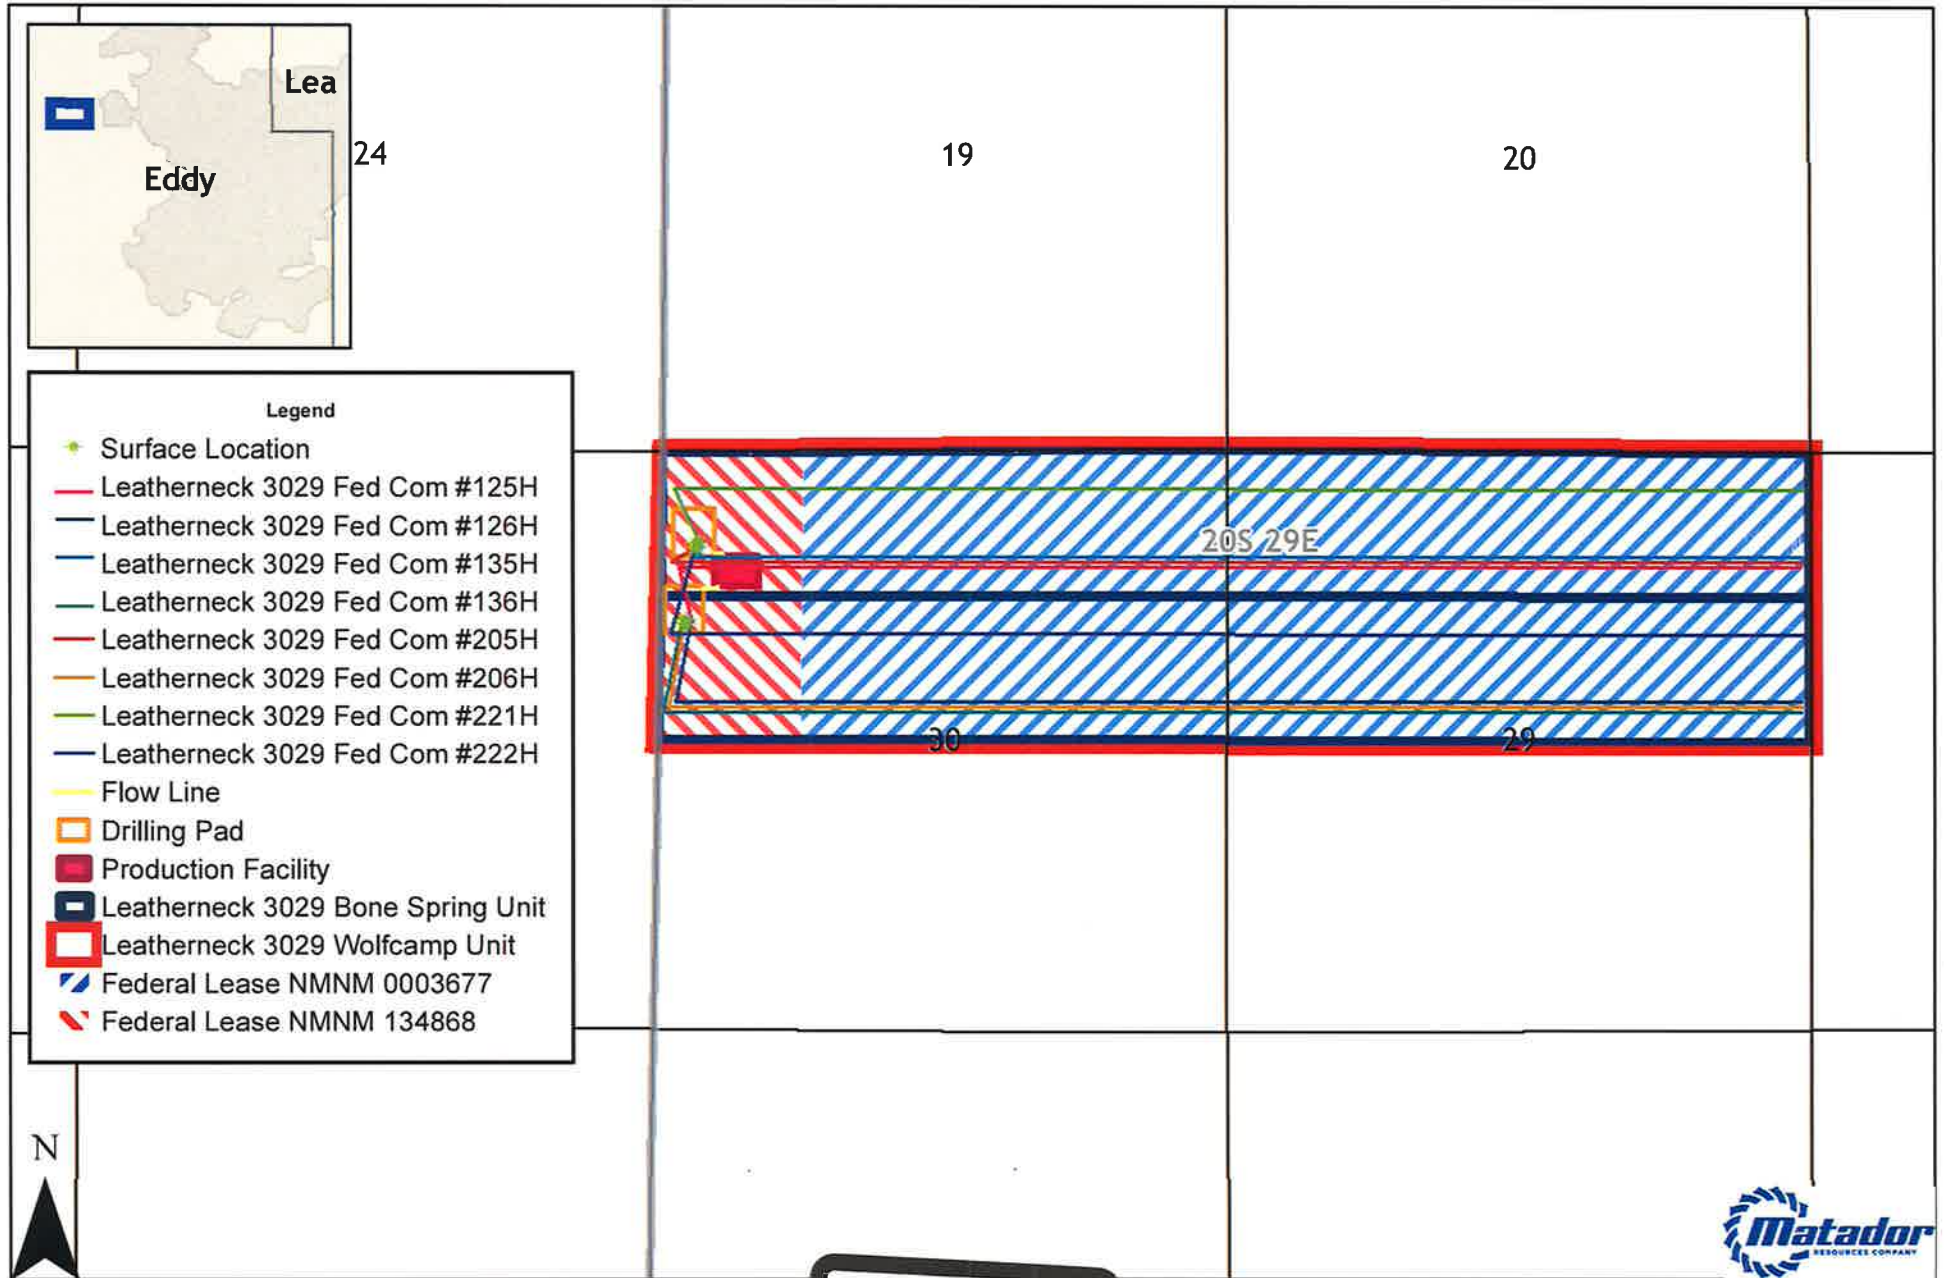 Lea
Eddy
24
19
20
Legend
Surface Location
Leatherneck 3029 Fed Com #125H
Leatherneck 3029 Fed Com #126H
Leatherneck 3029 Fed Com #135H
Leatherneck 3029 Fed Com #136H
Leatherneck 3029 Fed Com #205H
Leatherneck 3029 Fed Com #206H
Leatherneck 3029 Fed Com #221H
Leatherneck 3029 Fed Com #222H
Flow Line
Drilling Pad
Production Facility
Leatherneck 3029 Bone Spring Unit
Leatherneck 3029 Wolfcamp Unit
Federal Lease NMNM 0003677
Federal Lease NMNM 134868
20S 29E
30
29
N
Matador
RESOURCES COMPANY